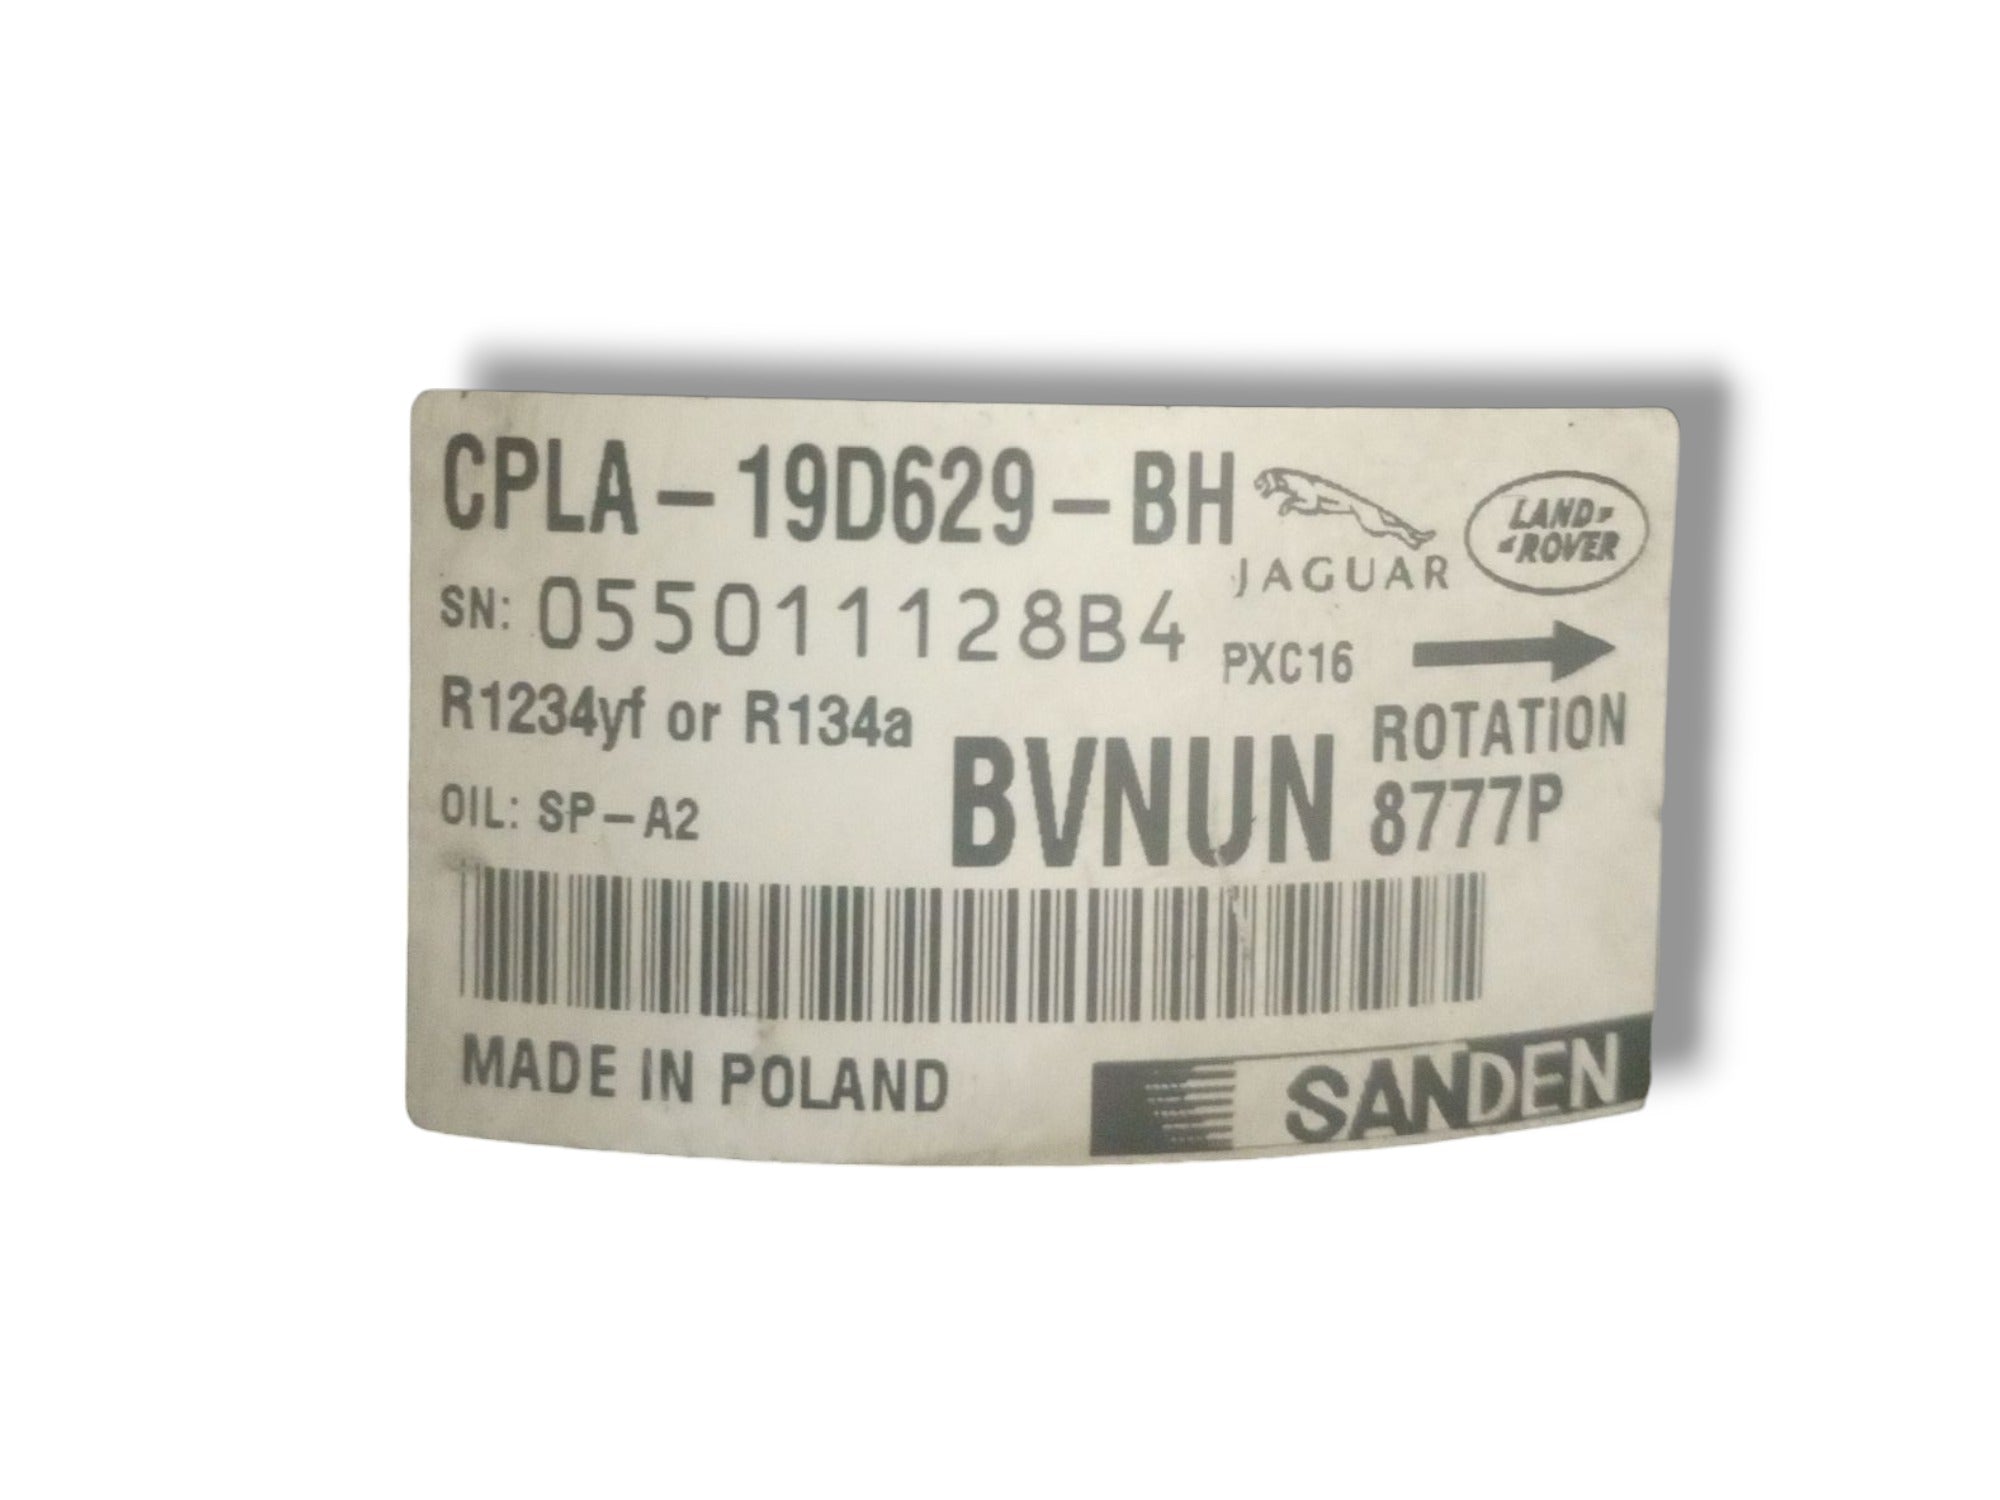 CPLA-19D629-BH
JAGUAR
LAND-
ROVER
SN: 055011128B4
PXC16
R1234yf or R134a
ROTATION
OIL: SP-A2
BVNUN
8777P
MADE IN POLAND
SANDEN